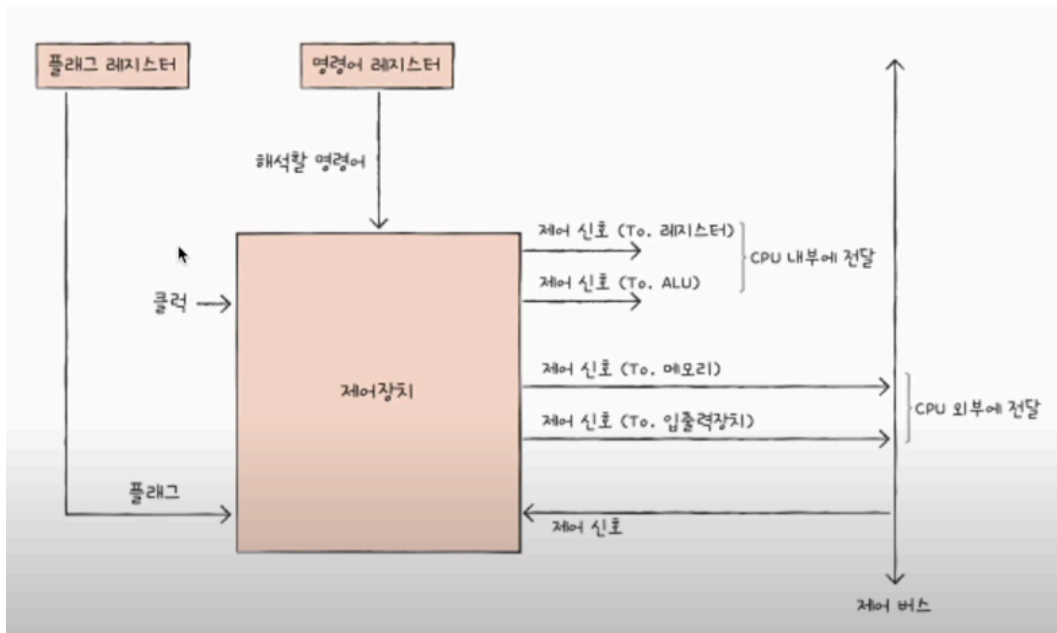 플래그 레지스터
명령어 레지스터
해석할 명령어
제어 신호 (To. 레지스터)
CPU 내부에 전달
제어 신호 (To. ALU)
클럭
제어장치
제어 신호 (To. 메모리)
CPU 외부에 전달
제어 신호 (To. 입출력장치)
플래그
제어 신호
제어 버스